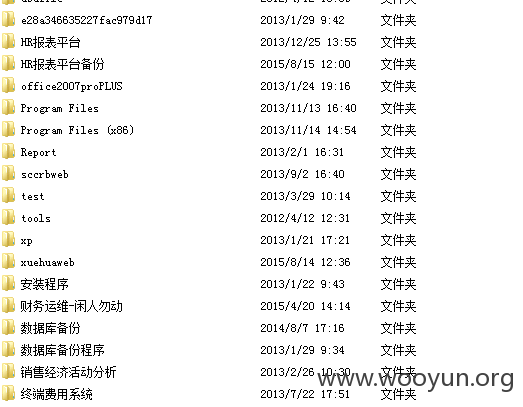 e28a346635227fac979d17 2013/1/29 9:42 文件夹
HR报表平台 2013/12/25 13:55 文件夹
HR报表平台备份 2015/8/15 12:00 文件夹
office2007proPLUS 2013/1/24 19:16 文件夹
Program Files 2013/11/13 16:40 文件夹
Program Files (x86) 2013/11/14 14:54 文件夹
Report 2013/2/1 16:31 文件夹
sccrbweb 2013/9/2 16:40 文件夹
test 2013/3/29 10:14 文件夹
tools 2012/4/12 12:31 文件夹
xp 2013/1/21 17:21 文件夹
xuehuaweb 2015/8/14 12:36 文件夹
安装程序 2013/1/22 9:43 文件夹
财务运维-闲人勿动 2015/4/20 14:14 文件夹
数据库备份 2014/8/7 17:16 文件夹
数据库备份程序 2013/1/29 9:34 文件夹
销售经济活动分析 2013/2/26 10:30 文件夹
终端费用系统 2013/7/22 17:51 文件夹
www.wooyun.org